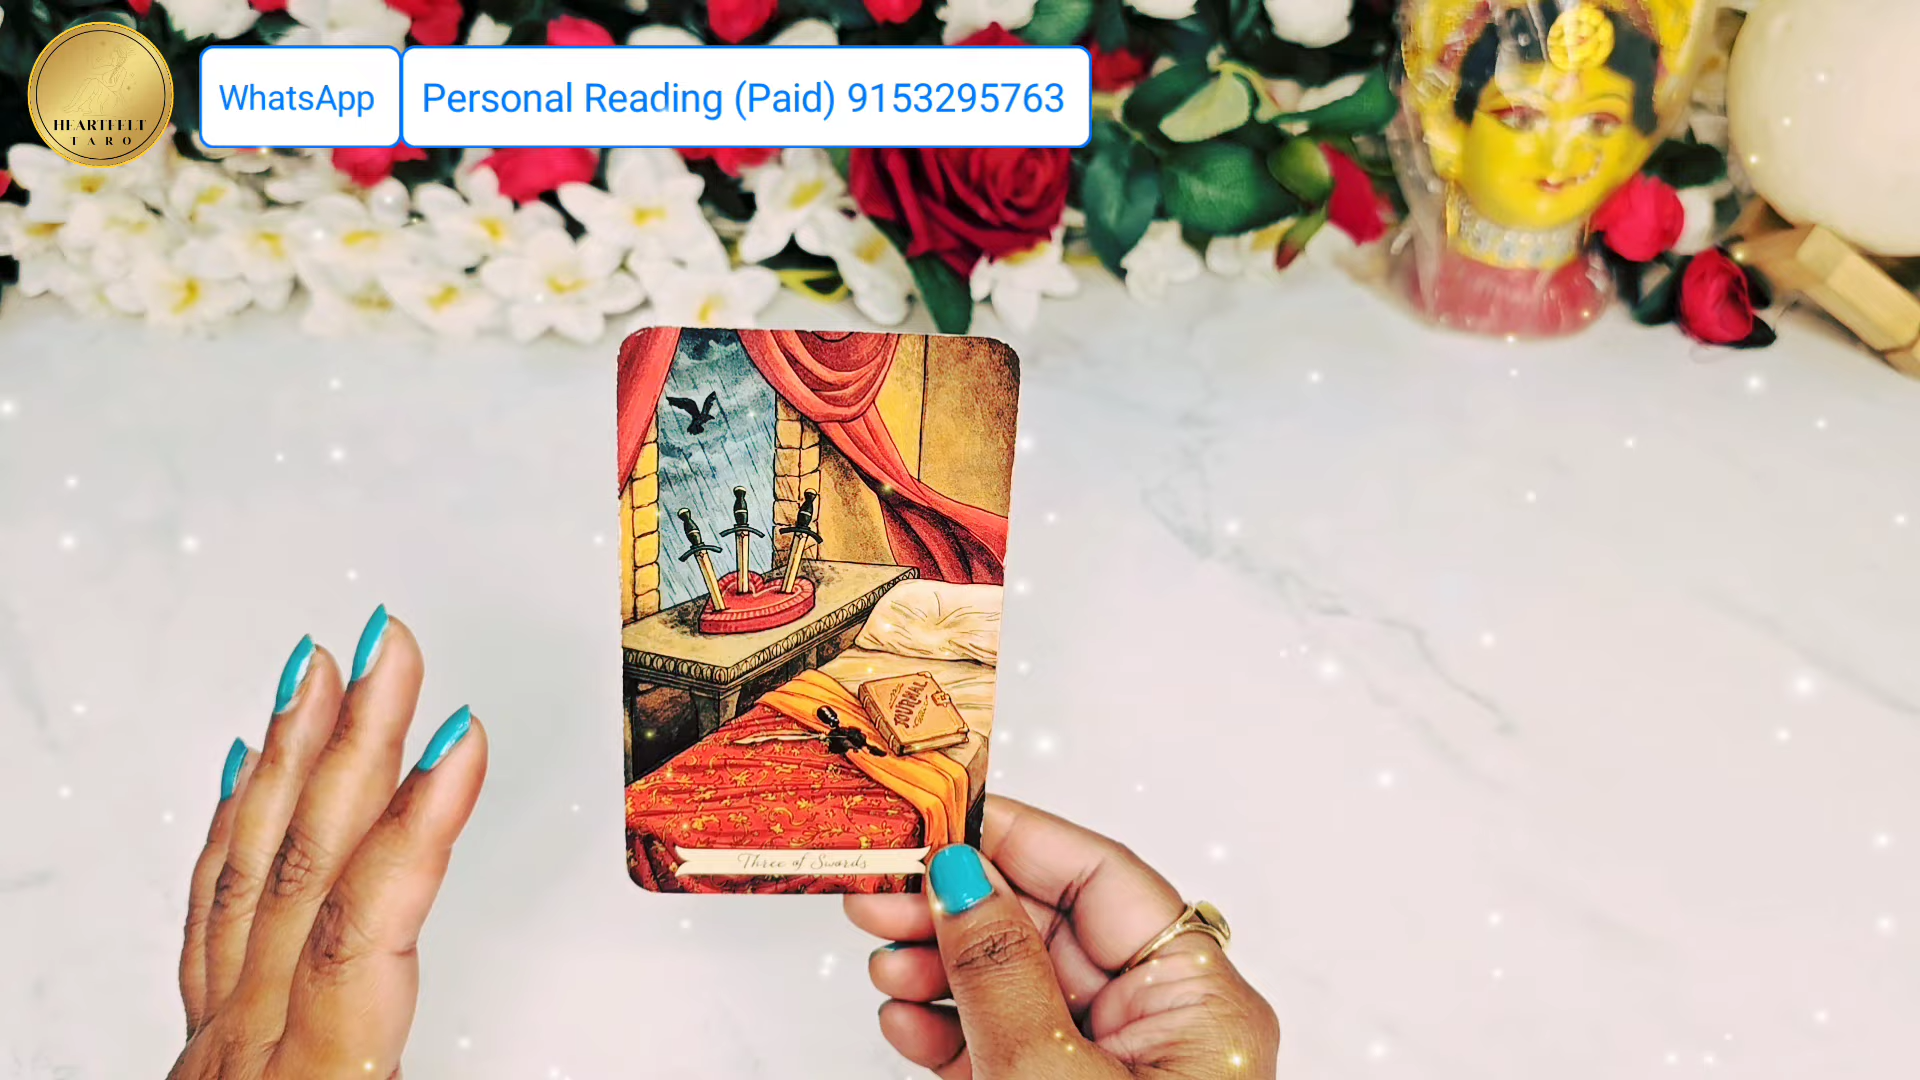 HEARTFELT
TARO
WhatsApp
Personal Reading (Paid) 9153295763
JOURNAL
Three of Swords